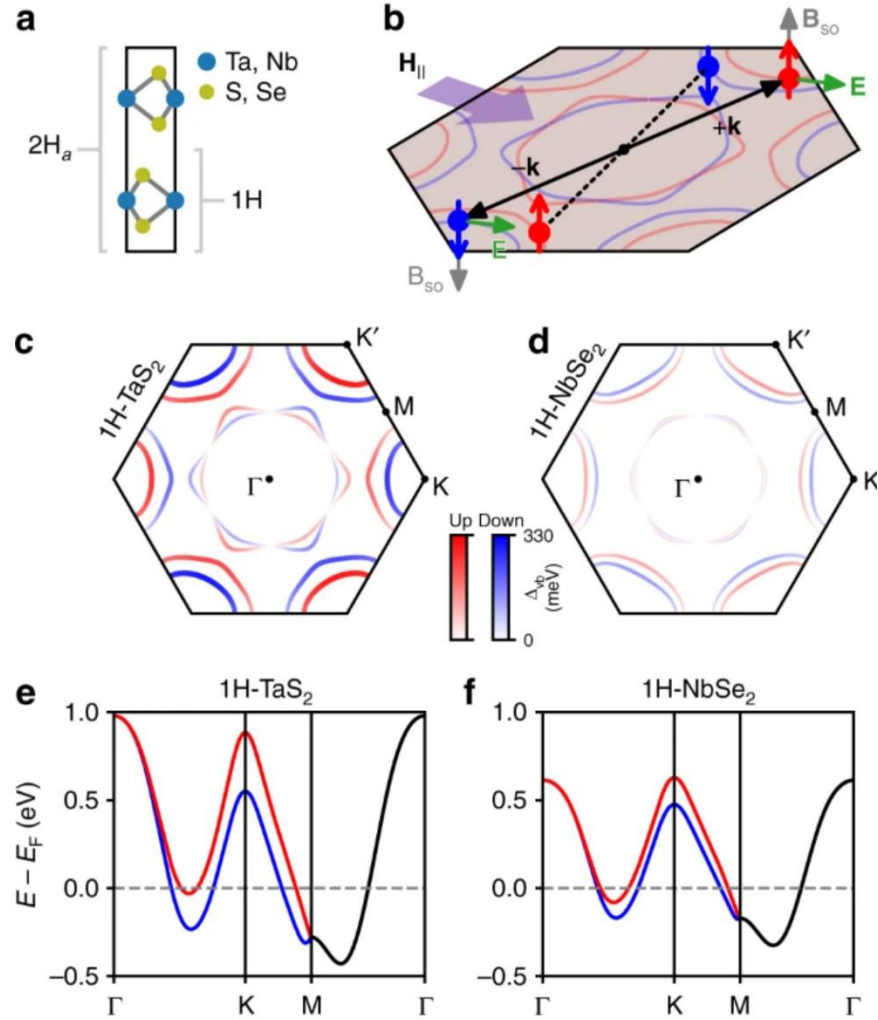 a
Ta, Nb
S, Se
2Hₐ
1H
b
B_so
H_||
E
+k
−k
E
B_so
c
K′
1H-TaS₂
M
Γ
K
d
K′
1H-NbSe₂
M
Γ
K
Up Down
330
Δ_vb
(meV)
0
e
1H-TaS₂
1.0
0.5
0.0
−0.5
E − E_F (eV)
Γ
K
M
Γ
f
1H-NbSe₂
1.0
0.5
0.0
−0.5
Γ
K
M
Γ